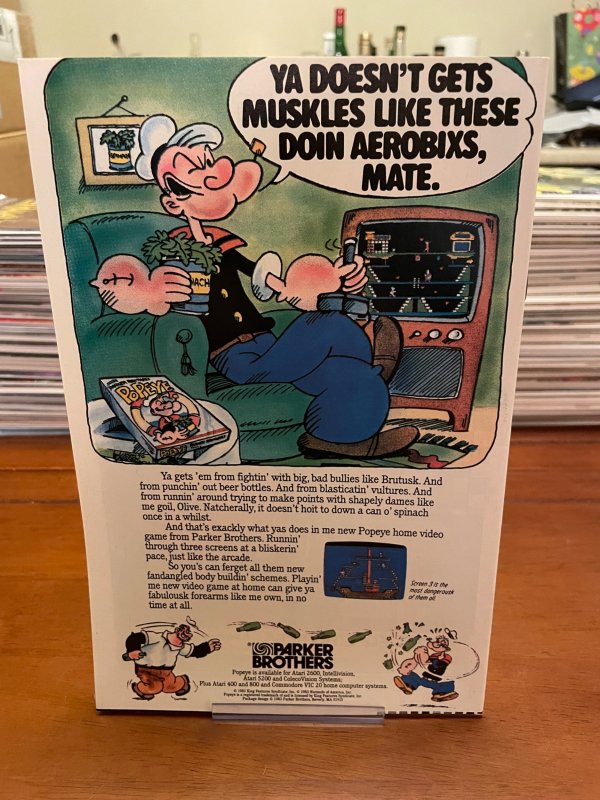 YA DOESN'T GETS
MUSKLES LIKE THESE
DOIN AEROBIXS,
MATE.
POPEYE
Ya gets 'em from fightin' with big, bad bullies like Brutusk. And
from punchin' out beer bottles. And from blasticatin' vultures. And
from runnin' around trying to make points with shapely dames like
me goil, Olive. Natcherally, it doesn't hoit to down a can o' spinach
once in a whilst.
And that's exackly what yas does in me new Popeye home video
game from Parker Brothers. Runnin'
through three screens at a bliskerin'
pace, just like the arcade.
So you's can ferget all them new
fandangled body buildin' schemes. Playin'
me new video game at home can give ya
fabulousk forearms like me own, in no
time at all.
Screen 3 is the
most dangerousk
of them all.
PARKER
BROTHERS
Popeye is available for Atari 2600, Intellivision,
Atari 5200 and ColecoVision Systems;
Plus Atari 400 and 800 and Commodore VIC 20 home computer systems.